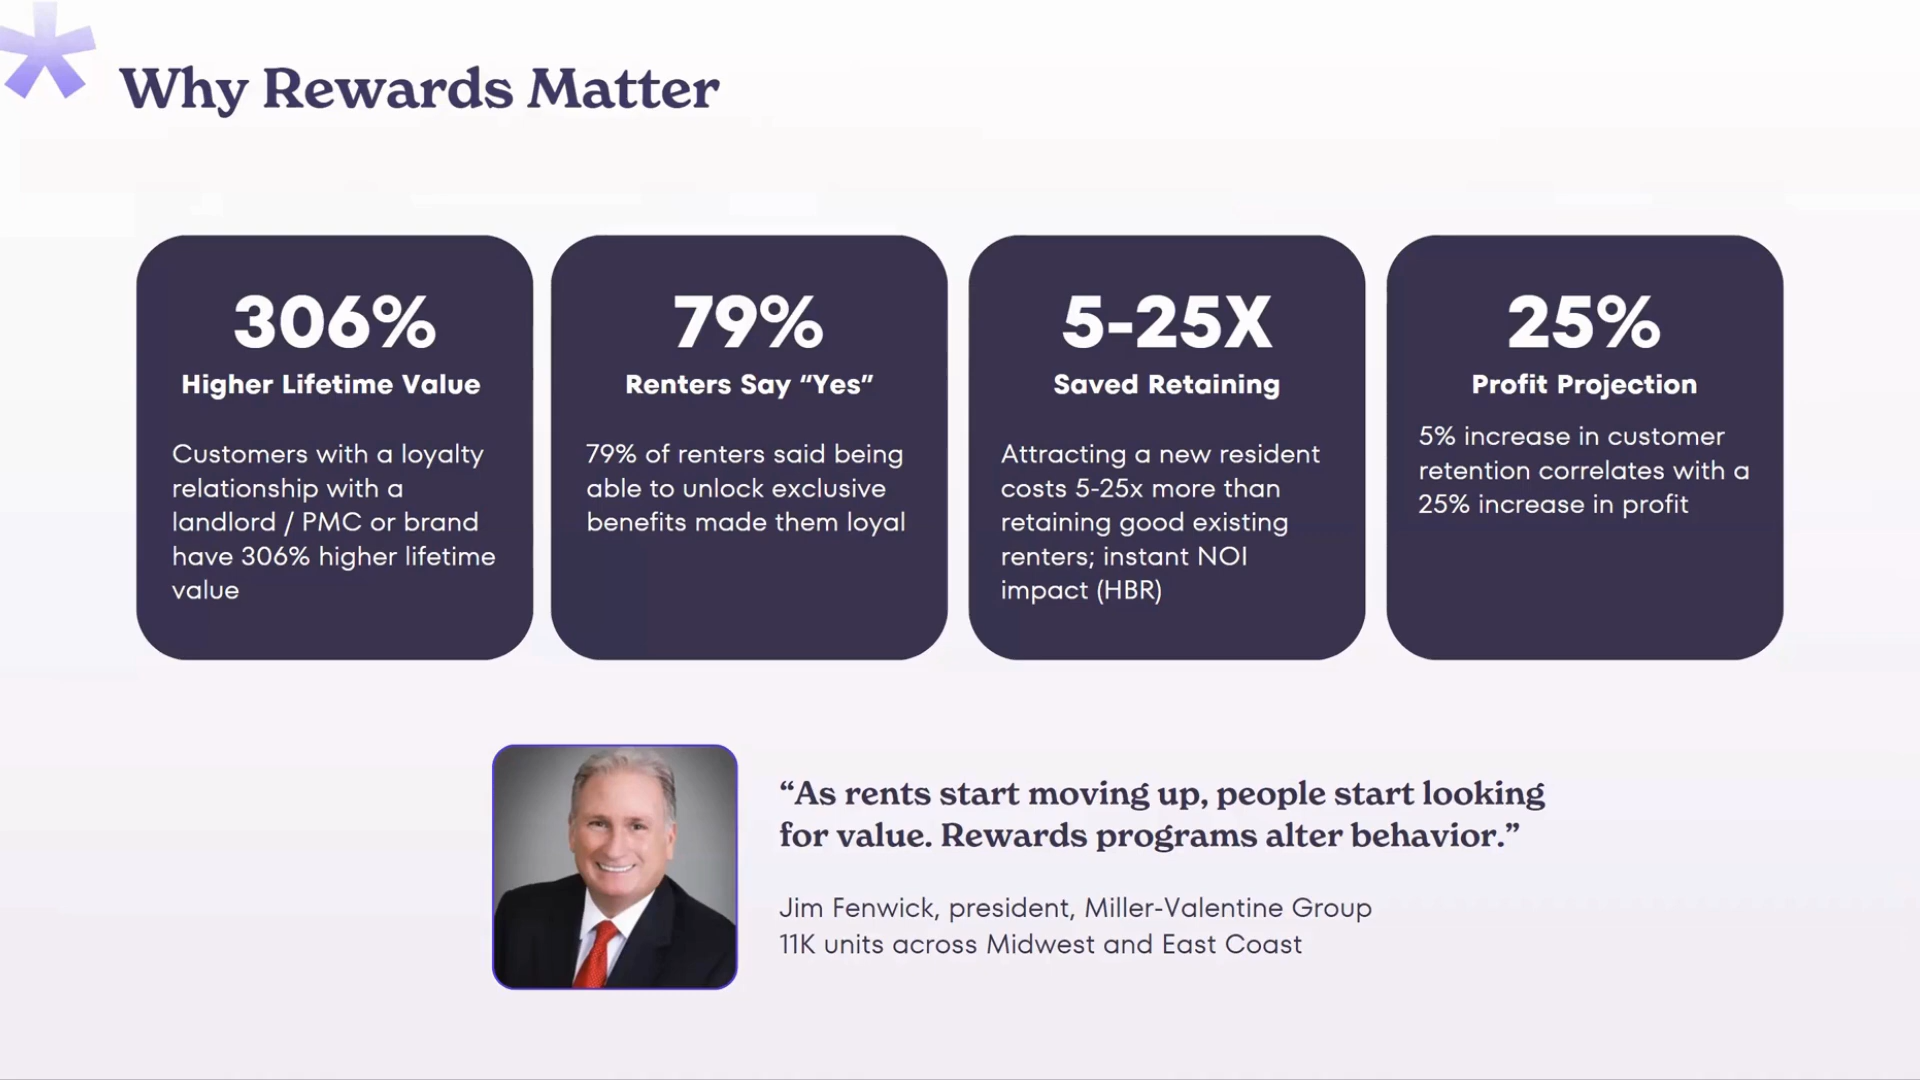 Why Rewards Matter
306%
Higher Lifetime Value
Customers with a loyalty
relationship with a
landlord / PMC or brand
have 306% higher lifetime
value
79%
Renters Say “Yes”
79% of renters said being
able to unlock exclusive
benefits made them loyal
5-25X
Saved Retaining
Attracting a new resident
costs 5-25x more than
retaining good existing
renters; instant NOI
impact (HBR)
25%
Profit Projection
5% increase in customer
retention correlates with a
25% increase in profit
“As rents start moving up, people start looking
for value. Rewards programs alter behavior.”
Jim Fenwick, president, Miller-Valentine Group
11K units across Midwest and East Coast